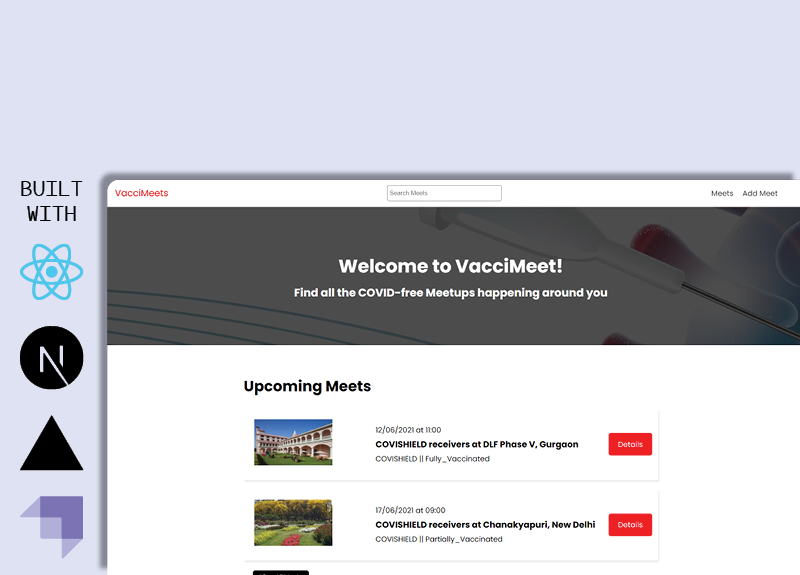 BUILT
WITH
VacciMeets
Search Meets
Meets
Add Meet
Welcome to VacciMeet!
Find all the COVID-free Meetups happening around you
Upcoming Meets
12/06/2021 at 11:00
COVISHIELD receivers at DLF Phase V, Gurgaon
COVISHIELD || Fully_Vaccinated
Details
17/06/2021 at 09:00
COVISHIELD receivers at Chanakyapuri, New Delhi
COVISHIELD || Partially_Vaccinated
Details